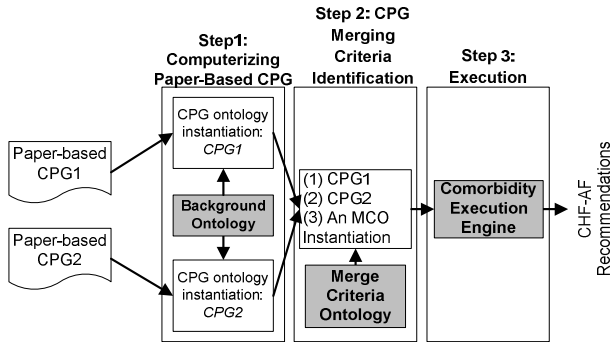 Step1:
Computerizing
Paper-Based CPG
Step 2: CPG
Merging
Criteria
Identification
Step 3:
Execution
Paper-based
CPG1
Paper-based
CPG2
CPG ontology
instantiation:
CPG1
Background
Ontology
CPG ontology
instantiation:
CPG2
(1) CPG1
(2) CPG2
(3) An MCO
Instantiation
Merge
Criteria
Ontology
Comorbidity
Execution
Engine
CHF-AF
Recommendations